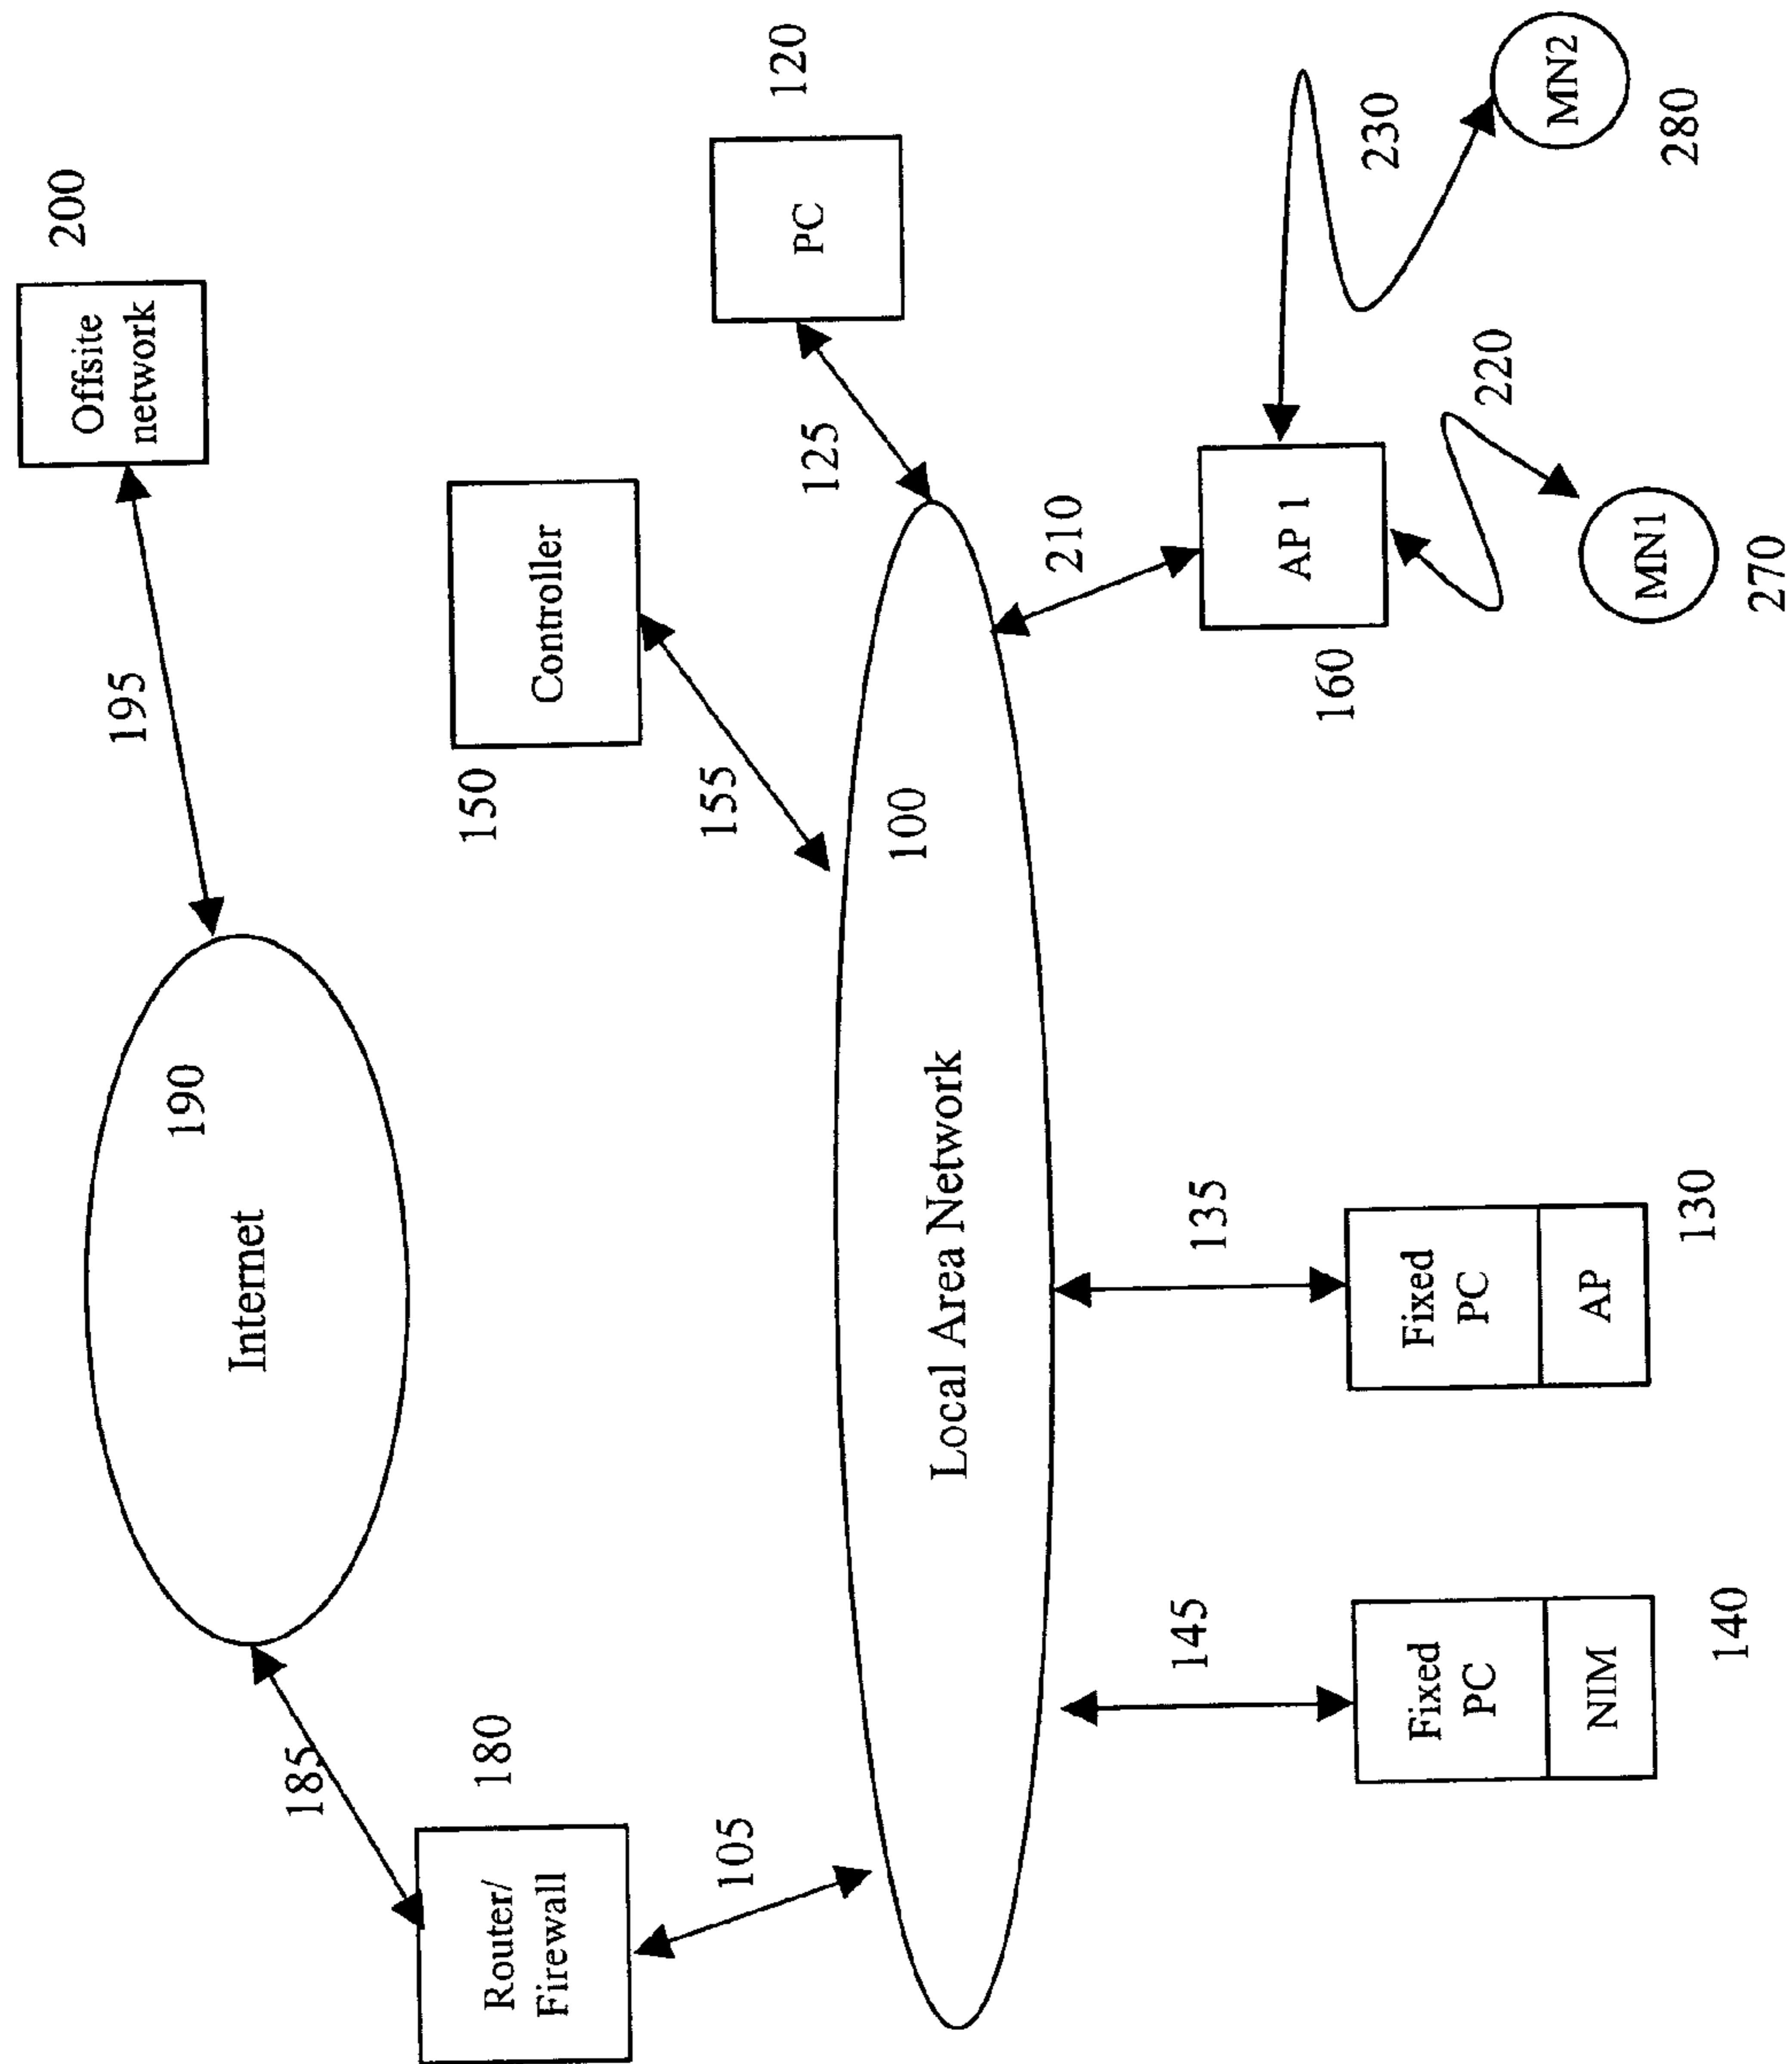 200
Offsite
network
195
190
Internet
185
Router/
Firewall
180
105
Controller
150
155
PC
120
125
100
Local Area Network
210
AP 1
160
230
MN2
280
220
MN1
270
135
Fixed
PC
AP
130
145
Fixed
PC
NIM
140